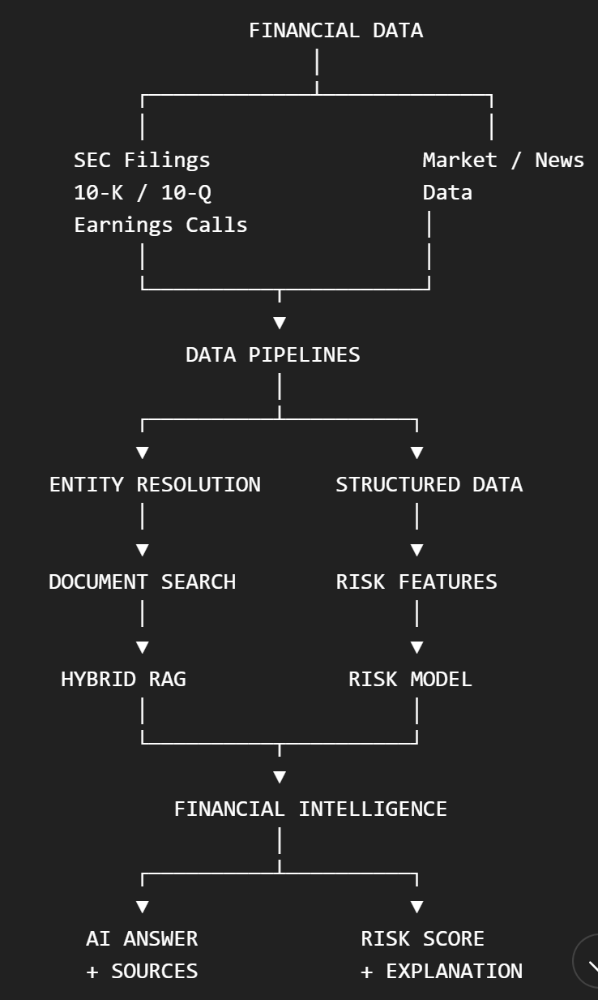 FINANCIAL DATA
SEC Filings
10-K / 10-Q
Earnings Calls
Market / News
Data
DATA PIPELINES
ENTITY RESOLUTION
STRUCTURED DATA
DOCUMENT SEARCH
RISK FEATURES
HYBRID RAG
RISK MODEL
FINANCIAL INTELLIGENCE
AI ANSWER
+ SOURCES
RISK SCORE
+ EXPLANATION